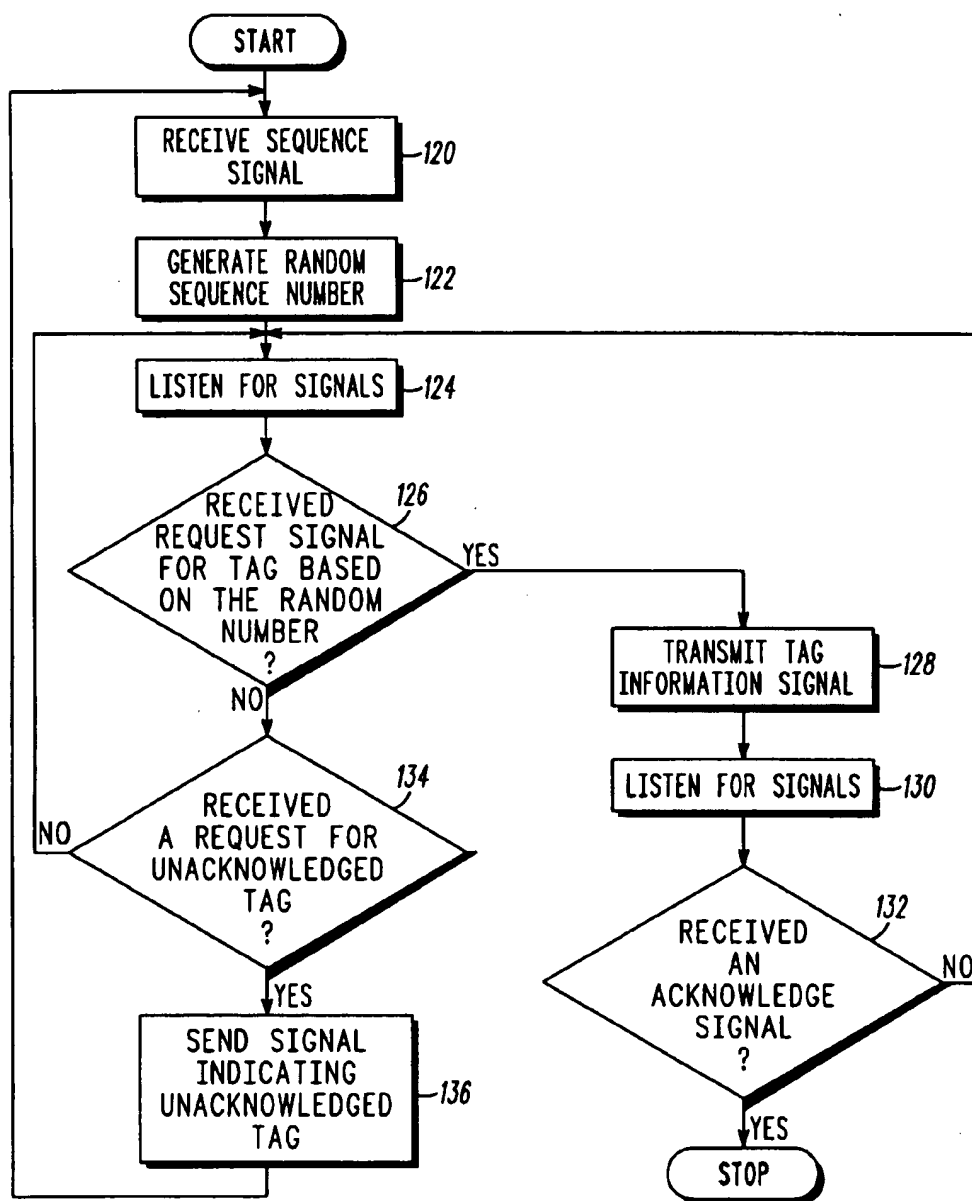 START
RECEIVE SEQUENCE
SIGNAL
120
GENERATE RANDOM
SEQUENCE NUMBER
122
LISTEN FOR SIGNALS
124
RECEIVED
REQUEST SIGNAL
FOR TAG BASED
ON THE RANDOM
NUMBER
?
126
YES
NO
TRANSMIT TAG
INFORMATION SIGNAL
128
LISTEN FOR SIGNALS
130
RECEIVED
A REQUEST FOR
UNACKNOWLEDGED
TAG
?
134
NO
YES
RECEIVED
AN
ACKNOWLEDGE
SIGNAL
?
132
NO
YES
SEND SIGNAL
INDICATING
UNACKNOWLEDGED
TAG
136
STOP